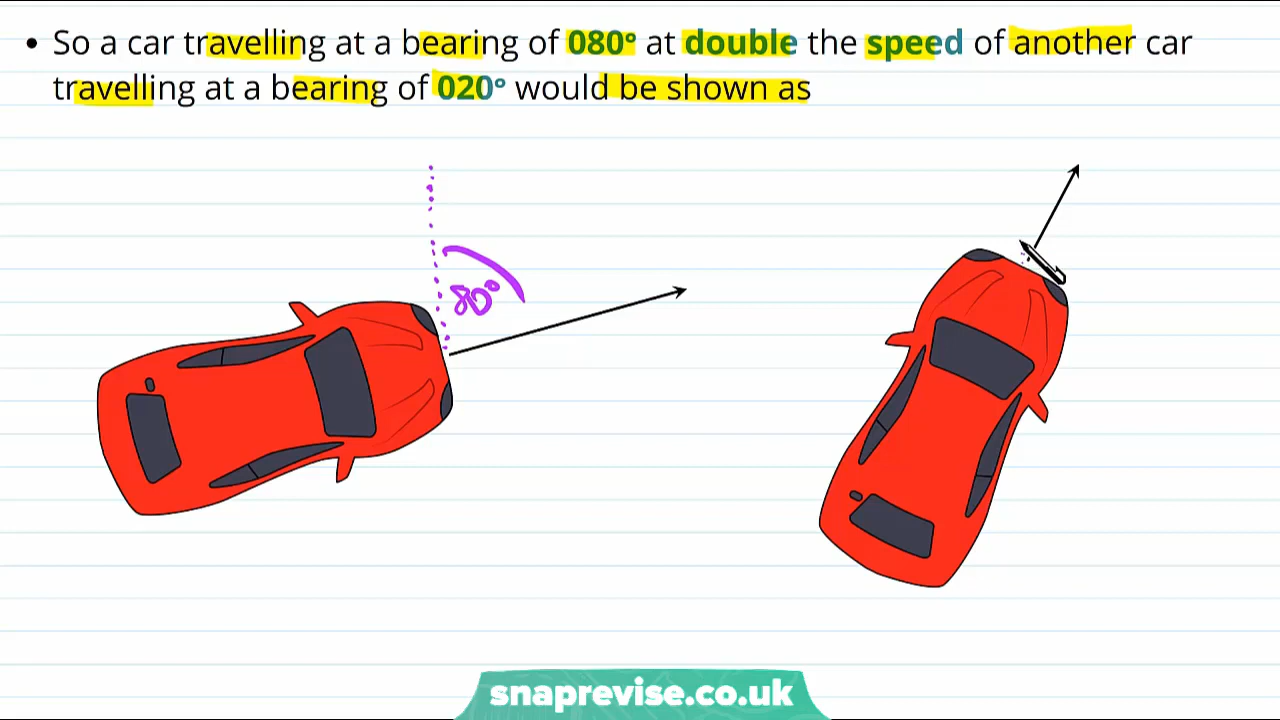 • So a car travelling at a bearing of 080° at double the speed of another car
travelling at a bearing of 020° would be shown as
80°
snaprevise.co.uk